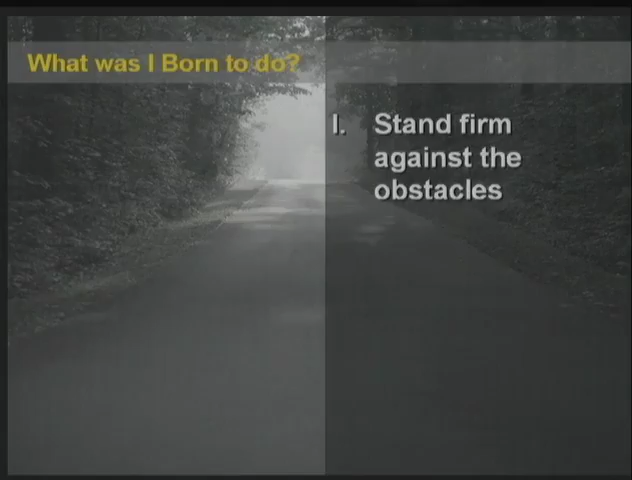 What was I Born to do?
I. Stand firm
against the
obstacles